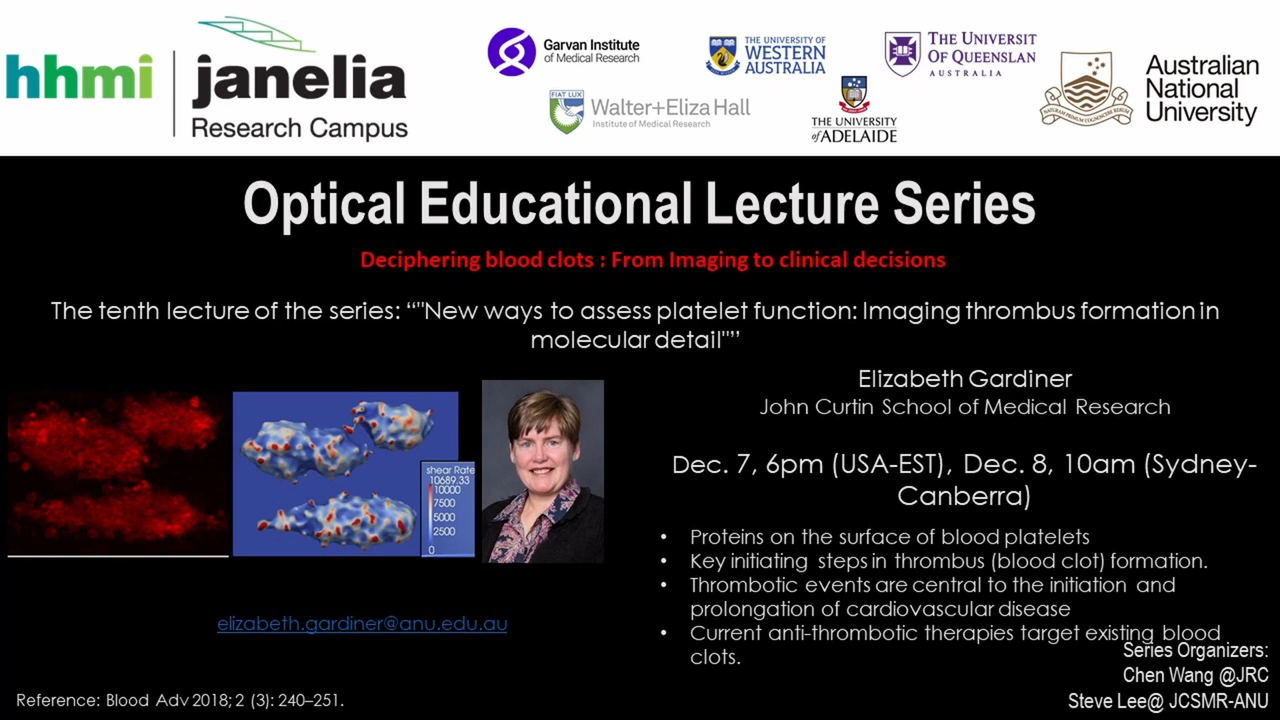 hhmi janelia
Research Campus
Garvan Institute
of Medical Research
FIAT LUX
Walter+Eliza Hall
Institute of Medical Research
THE UNIVERSITY OF
WESTERN
AUSTRALIA
THE UNIVERSITY
of ADELAIDE
THE UNIVERSIT
OF QUEENSLAN
AUSTRALIA
Australian
National
University
Optical Educational Lecture Series
Deciphering blood clots : From Imaging to clinical decisions
The tenth lecture of the series: “"New ways to assess platelet function: Imaging thrombus formation in
molecular detail"”
Elizabeth Gardiner
John Curtin School of Medical Research
Dec. 7, 6pm (USA-EST), Dec. 8, 10am (Sydney-
Canberra)
shear Rate
10689.33
10000
7500
5000
2500
0
• Proteins on the surface of blood platelets
• Key initiating steps in thrombus (blood clot) formation.
• Thrombotic events are central to the initiation and
prolongation of cardiovascular disease
• Current anti-thrombotic therapies target existing blood
clots.
elizabeth.gardiner@anu.edu.au
Series Organizers:
Chen Wang @JRC
Steve Lee@ JCSMR-ANU
Reference: Blood Adv 2018; 2 (3): 240–251.